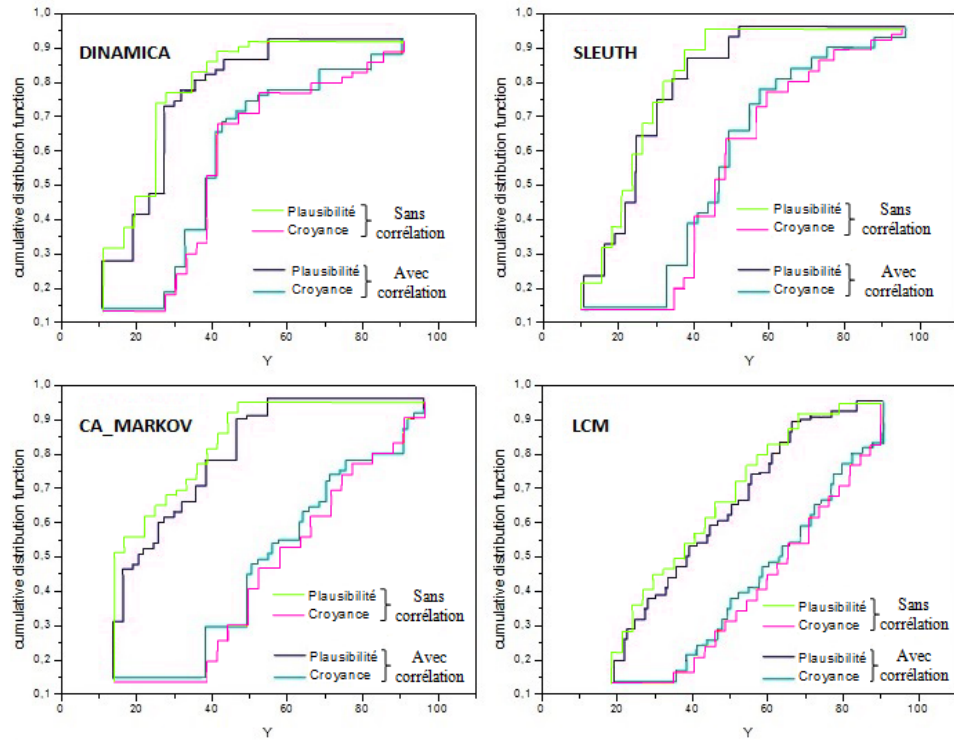 1,0
0,9
0,8
0,7
0,6
0,5
0,4
0,3
0,2
0,1
cumulative distribution function
DINAMICA
Plausibilité
Croyance
Sans
corrélation
Plausibilité
Croyance
Avec
corrélation
0 20 40 60 80 100
Y
1,0
0,9
0,8
0,7
0,6
0,5
0,4
0,3
0,2
0,1
cumulative distribution function
SLEUTH
Plausibilité
Croyance
Sans
corrélation
Plausibilité
Croyance
Avec
corrélation
0 20 40 60 80 100
Y
1,0
0,9
0,8
0,7
0,6
0,5
0,4
0,3
0,2
0,1
cumulative distribution function
CA_MARKOV
Plausibilité
Croyance
Sans
corrélation
Plausibilité
Croyance
Avec
corrélation
0 20 40 60 80 100
Y
1,0
0,9
0,8
0,7
0,6
0,5
0,4
0,3
0,2
0,1
cumulative distribution function
LCM
Plausibilité
Croyance
Sans
corrélation
Plausibilité
Croyance
Avec
corrélation
0 20 40 60 80 100
Y